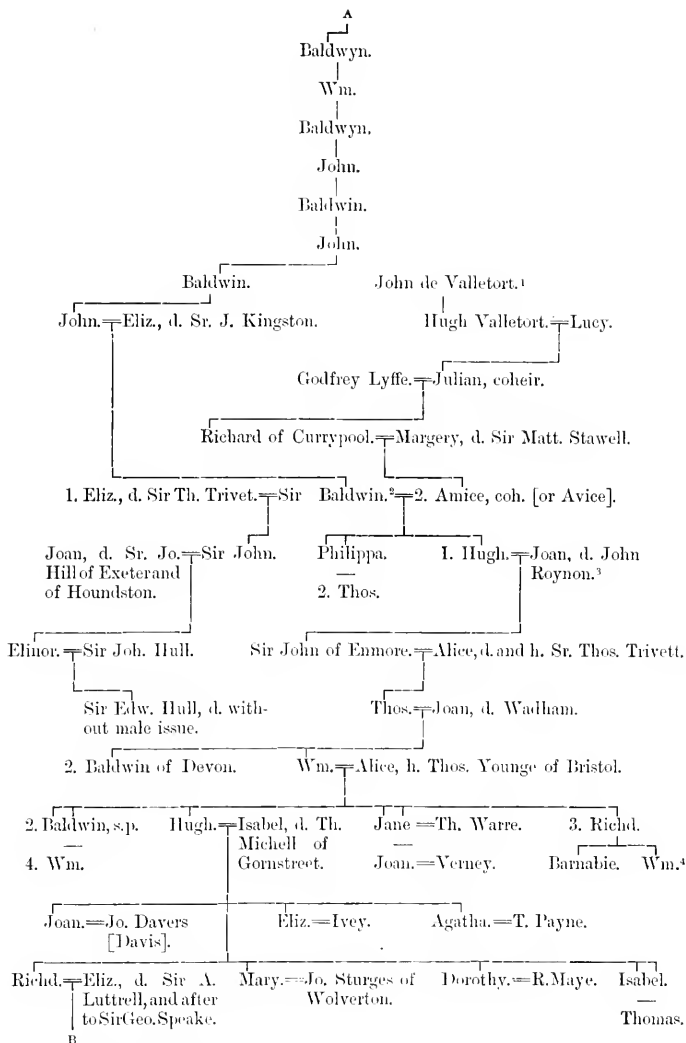 A
Baldwyn.
Wm.
Baldwyn.
John.
Baldwin.
John.
Baldwin. John de Valletort.¹
John.=Eliz., d. Sr. J. Kingston. Hugh Valletort.=Lucy.
Godfrey Lyffe.=Julian, coheir.
Richard of Currypool.=Margery, d. Sir Matt. Stawell.
1. Eliz., d. Sir Th. Trivet.=Sir Baldwin.²=2. Amice, coh. [or Avice].
Joan, d. Sr. Jo.=Sir John. Philippa. 1. Hugh.=Joan, d. John
Hill of Exeter and — Roynon.³
of Houndston. 2. Thos.
Elinor.=Sir Joh. Hull. Sir John of Enmore.=Alice, d. and h. Sr. Thos. Trivett.
Sir Edw. Hull, d. with- Thos.=Joan, d. Wadham.
out male issue.
2. Baldwin of Devon. Wm.=Alice, h. Thos. Younge of Bristol.
2. Baldwin, s.p. Hugh.=Isabel, d. Th. Jane=Th. Warre. 3. Richd.
— Michell of —
4. Wm. Gornstreet. Joan.=Verney. Barnabie. Wm.⁴
Joan.=Jo. Davers Eliz.=Ivey. Agatha.=T. Payne.
[Davis].
Richd.=Eliz., d. Sir A. Mary.=Jo. Sturges of Dorothy.=R. Maye. Isabel.
Luttrell, and after Wolverton. —
to Sir Geo. Speake. Thomas.
B